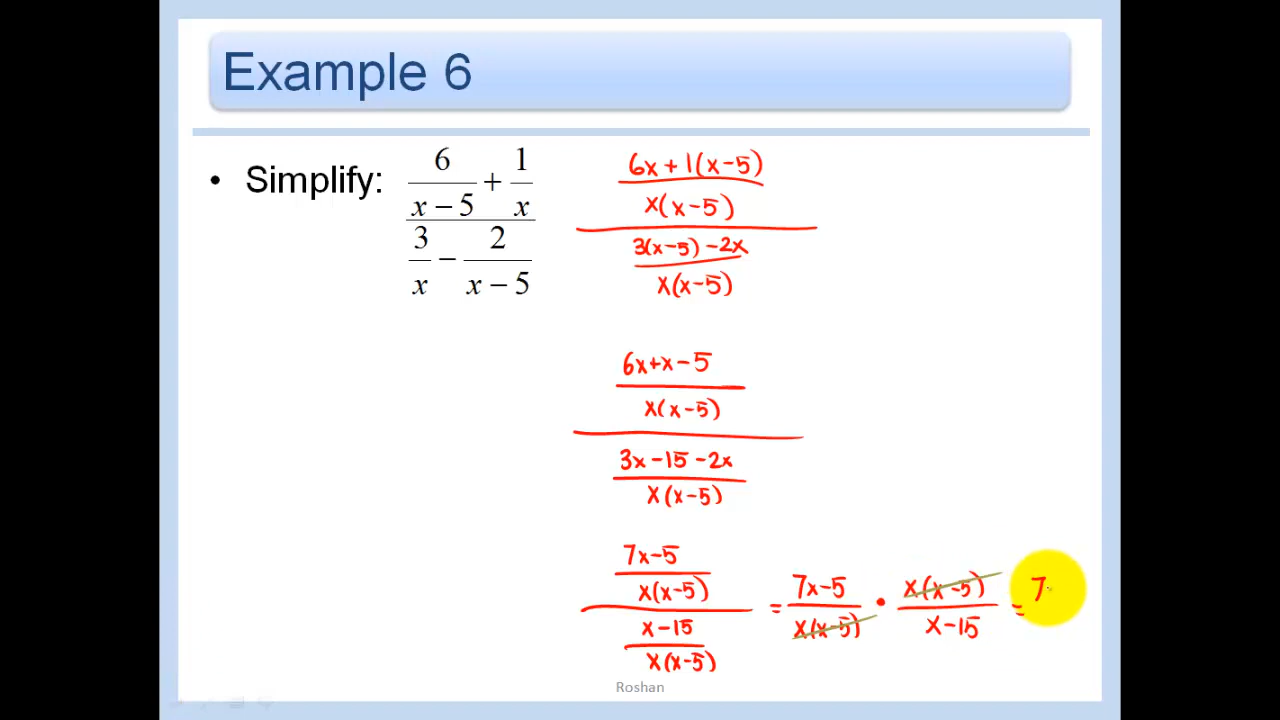 Example 6
• Simplify:
6 1
+
x − 5 x
3 2
−
x x − 5
6x + 1(x-5)
x(x-5)
3(x-5) - 2x
x(x-5)
6x+x-5
x(x-5)
3x-15-2x
x(x-5)
7x-5
x(x-5)
x-15
x(x-5)
= 7x-5 • x(x-5) = 7
x(x-5) x-15
Roshan